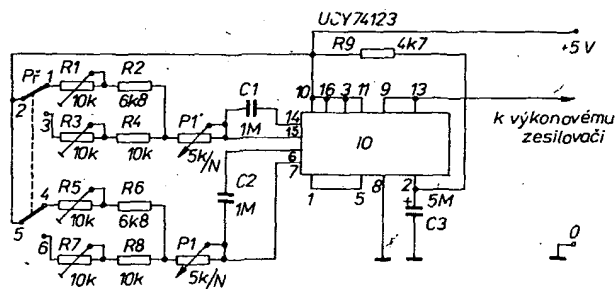 UCY74123
R9
4k7
+5V
Př
1
R1
R2
2
10k
6k8
C1
10
16
3
11
9
13
14
1M
15
3
R3
R4
P1'
10k
10k
5k/N
IO
k výkonovému
zesilovači
6
7
C2
1M
1
5
8
2
5M
+
C3
4
R5
R6
5
10k
6k8
6
R7
R8
P1
10k
10k
5k/N
0